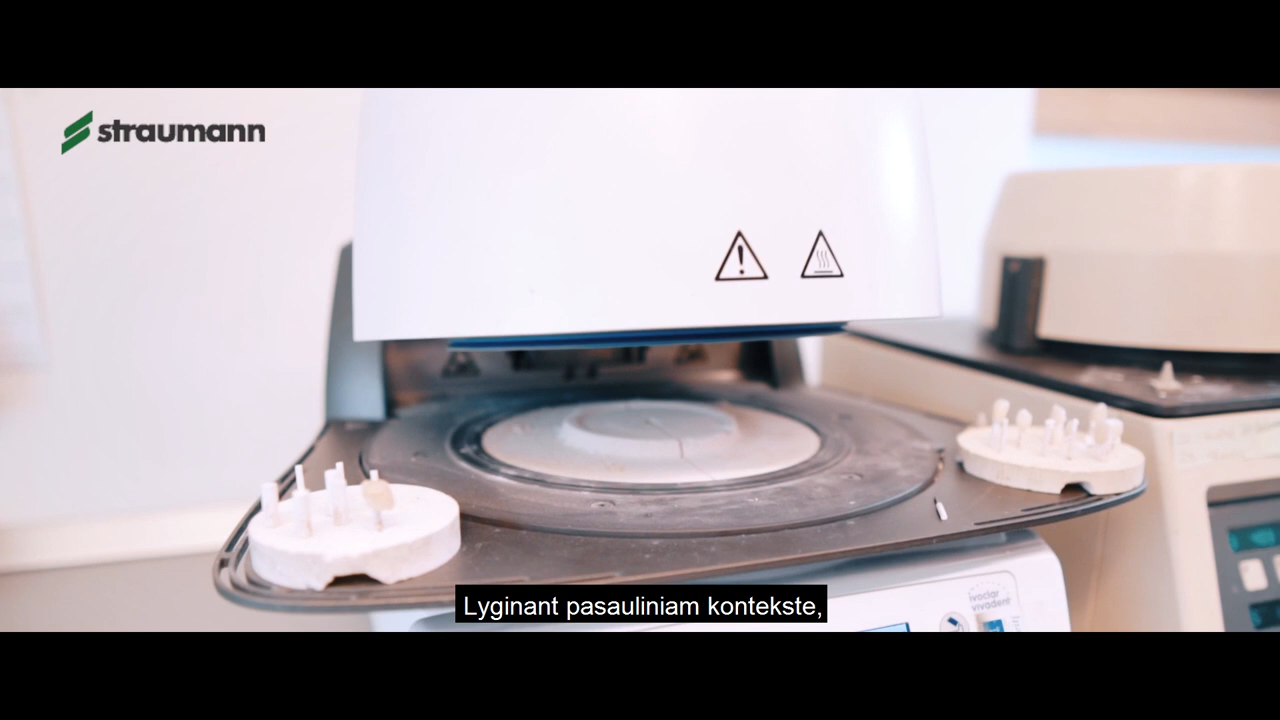 straumann
Lyginant pasauliniam kontekste,
ivoclar
vivadent